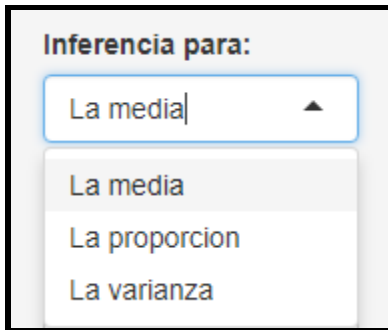 Inferencia para:
La media
La media
La proporcion
La varianza